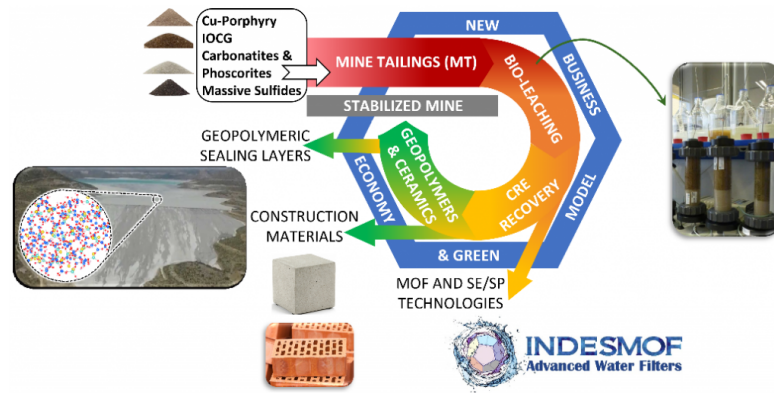 Cu-Porphyry
IOCG
Carbonatites &
Phoscorites
Massive Sulfides
MINE TAILINGS (MT)
STABILIZED MINE
NEW
BUSINESS
MODEL
& GREEN
ECONOMY
BIO-LEACHING
CRE
RECOVERY
GEOPOLYMERS
& CERAMICS
GEOPOLYMERIC
SEALING LAYERS
CONSTRUCTION
MATERIALS
MOF AND SE/SP
TECHNOLOGIES
INDESMOF
Advanced Water Filters